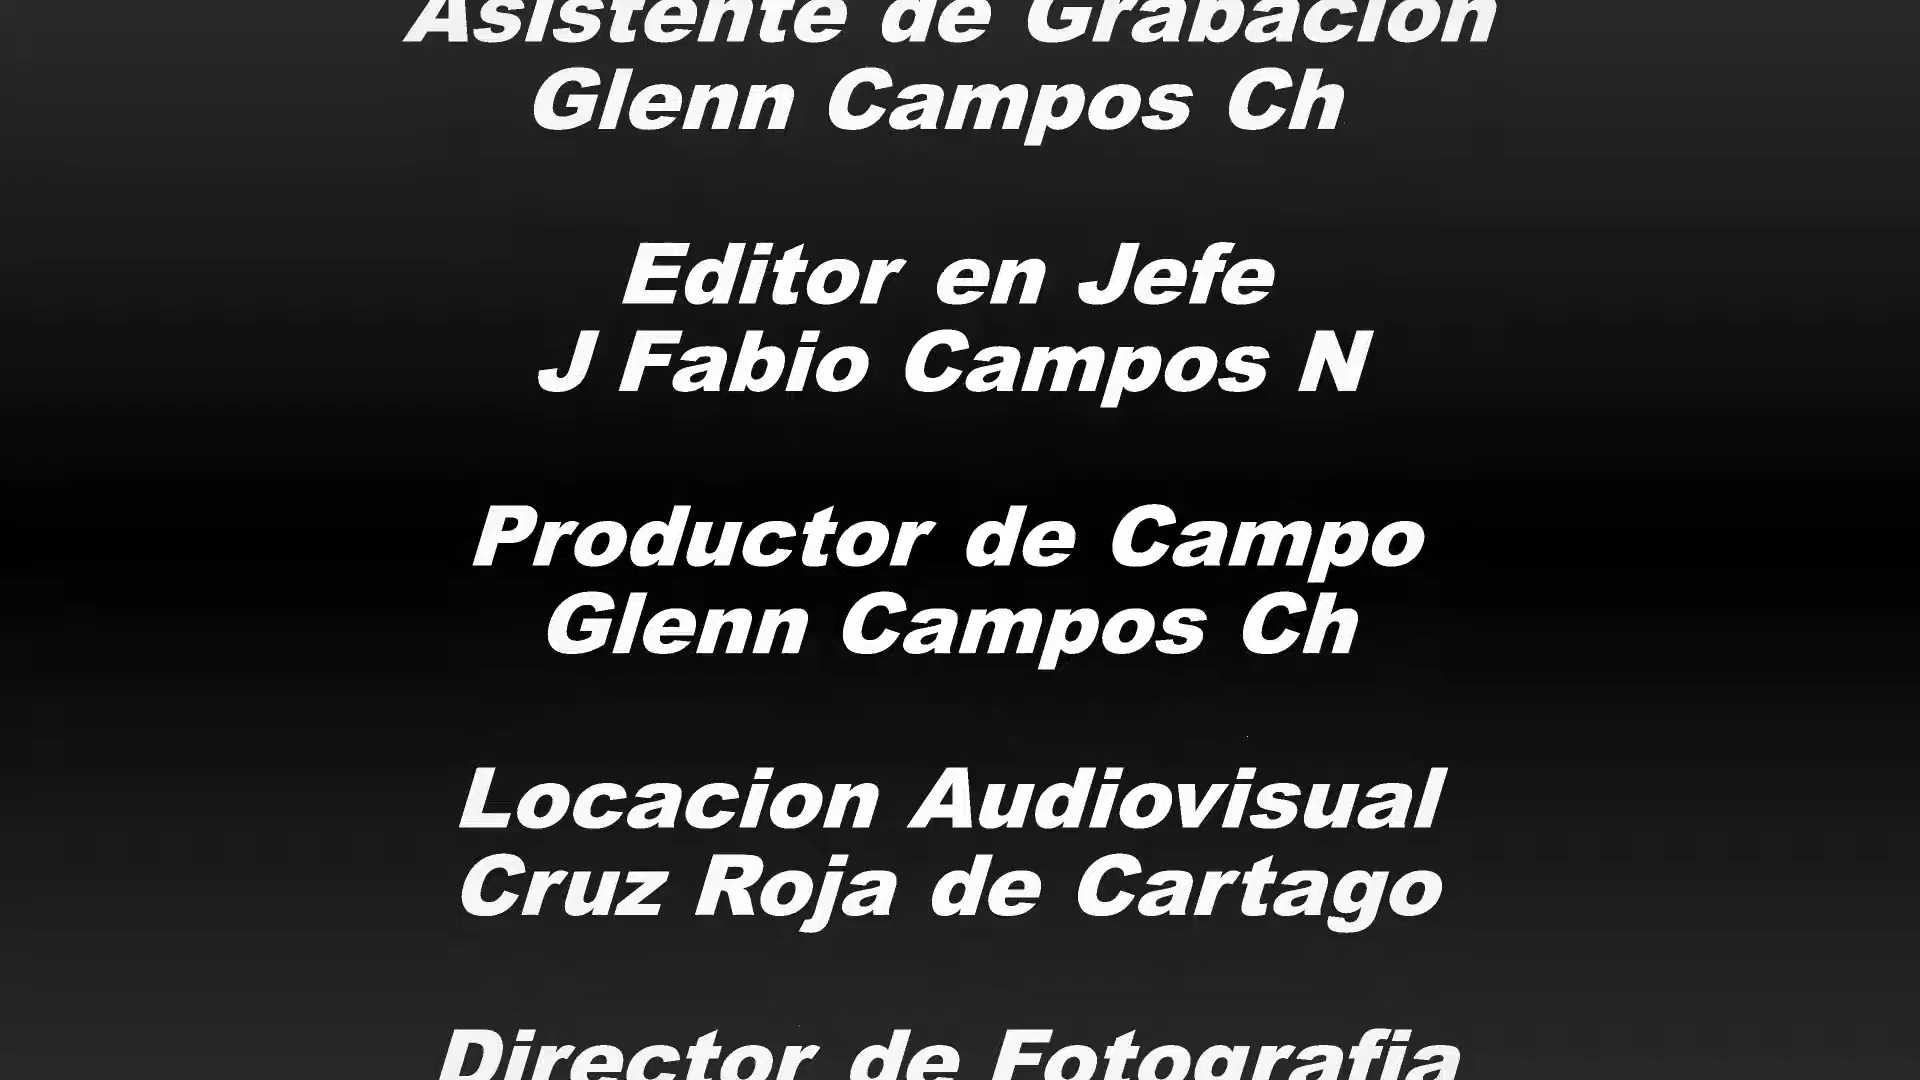 Asistente de Grabacion
Glenn Campos Ch
Editor en Jefe
J Fabio Campos N
Productor de Campo
Glenn Campos Ch
Locacion Audiovisual
Cruz Roja de Cartago
Director de Fotografia